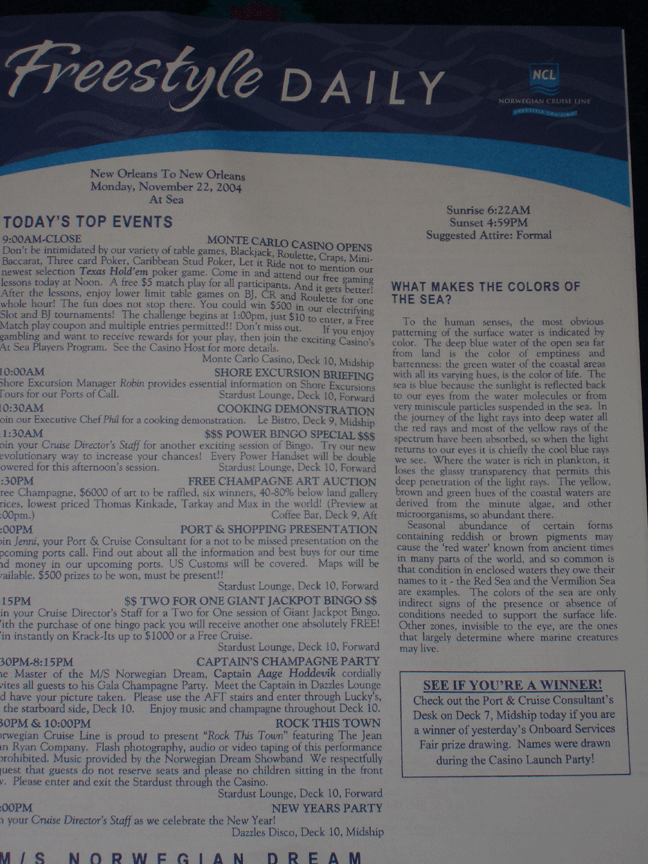 Freestyle DAILY
NCL
NORWEGIAN CRUISE LINE
New Orleans To New Orleans
Monday, November 22, 2004
At Sea
Sunrise 6:22AM
Sunset 4:59PM
Suggested Attire: Formal
TODAY'S TOP EVENTS
9:00AM-CLOSE MONTE CARLO CASINO OPENS
Don't be intimidated by our variety of table games, Blackjack, Roulette, Craps, Mini-
Baccarat, Three card Poker, Caribbean Stud Poker, Let it Ride not to mention our
newest selection Texas Hold'em poker game. Come in and attend our free gaming
lessons today at Noon. A free $5 match play for all participants. And it gets better!
After the lessons, enjoy lower limit table games on BJ, CR and Roulette for one
whole hour! The fun does not stop there. You could win $500 in our electrifying
Slot and BJ tournaments! The challenge begins at 1:00pm, just $10 to enter, a Free
Match play coupon and multiple entries permitted!! Don't miss out. If you enjoy
gambling and want to receive rewards for your play, then join the exciting Casino's
At Sea Players Program. See the Casino Host for more details.
Monte Carlo Casino, Deck 10, Midship
10:00AM SHORE EXCURSION BRIEFING
Shore Excursion Manager Robin provides essential information on Shore Excursions
Tours for our Ports of Call. Stardust Lounge, Deck 10, Forward
10:30AM COOKING DEMONSTRATION
oin our Executive Chef Phil for a cooking demonstration. Le Bistro, Deck 9, Midship
1:30AM $$$ POWER BINGO SPECIAL $$$
oin your Cruise Director's Staff for another exciting session of Bingo. Try our new
evolutionary way to increase your chances! Every Power Handset will be double
owered for this afternoon's session. Stardust Lounge, Deck 10, Forward
:30PM FREE CHAMPAGNE ART AUCTION
ree Champagne, $6000 of art to be raffled, six winners, 40-80% below land gallery
rices, lowest priced Thomas Kinkade, Tarkay and Max in the world! (Preview at
:00pm.) Coffee Bar, Deck 9, Aft
:00PM PORT & SHOPPING PRESENTATION
oin Jenni, your Port & Cruise Consultant for a not to be missed presentation on the
pcoming ports call. Find out about all the information and best buys for our time
nd money in our upcoming ports. US Customs will be covered. Maps will be
vailable. $500 prizes to be won, must be present!!
Stardust Lounge, Deck 10, Forward
:15PM $$ TWO FOR ONE GIANT JACKPOT BINGO $$
in your Cruise Director's Staff for a Two for One session of Giant Jackpot Bingo.
ith the purchase of one bingo pack you will receive another one absolutely FREE!
in instantly on Krack-Its up to $1000 or a Free Cruise.
Stardust Lounge, Deck 10, Forward
30PM-8:15PM CAPTAIN'S CHAMPAGNE PARTY
he Master of the M/S Norwegian Dream, Captain Aage Hoddevik cordially
vites all guests to his Gala Champagne Party. Meet the Captain in Dazzles Lounge
d have your picture taken. Please use the AFT stairs and enter through Lucky's,
the starboard side, Deck 10. Enjoy music and champagne throughout Deck 10.
30PM & 10:00PM ROCK THIS TOWN
orwegian Cruise Line is proud to present "Rock This Town" featuring The Jean
n Ryan Company. Flash photography, audio or video taping of this performance
prohibited. Music provided by the Norwegian Dream Showband We respectfully
uest that guests do not reserve seats and please no children sitting in the front
w. Please enter and exit the Stardust through the Casino.
Stardust Lounge, Deck 10, Forward
:00PM NEW YEARS PARTY
n your Cruise Director's Staff as we celebrate the New Year!
Dazzles Disco, Deck 10, Midship
M/S NORWEGIAN DREAM
WHAT MAKES THE COLORS OF
THE SEA?
To the human senses, the most obvious
patterning of the surface water is indicated by
color. The deep blue water of the open sea far
from land is the color of emptiness and
barrenness: the green water of the coastal areas
with all its varying hues, is the color of life. The
sea is blue because the sunlight is reflected back
to our eyes from the water molecules or from
very miniscule particles suspended in the sea. In
the journey of the light rays into deep water all
the red rays and most of the yellow rays of the
spectrum have been absorbed, so when the light
returns to our eyes it is chiefly the cool blue rays
we see. Where the water is rich in plankton, it
loses the glassy transparency that permits this
deep penetration of the light rays. The yellow,
brown and green hues of the coastal waters are
derived from the minute algae, and other
microorganisms, so abundant there.
Seasonal abundance of certain forms
containing reddish or brown pigments may
cause the 'red water' known from ancient times
in many parts of the world, and so common is
that condition in enclosed waters they owe their
names to it - the Red Sea and the Vermilion Sea
are examples. The colors of the sea are only
indirect signs of the presence or absence of
conditions needed to support the surface life.
Other zones, invisible to the eye, are the ones
that largely determine where marine creatures
may live.
SEE IF YOU'RE A WINNER!
Check out the Port & Cruise Consultant's
Desk on Deck 7, Midship today if you are
a winner of yesterday's Onboard Services
Fair prize drawing. Names were drawn
during the Casino Launch Party!